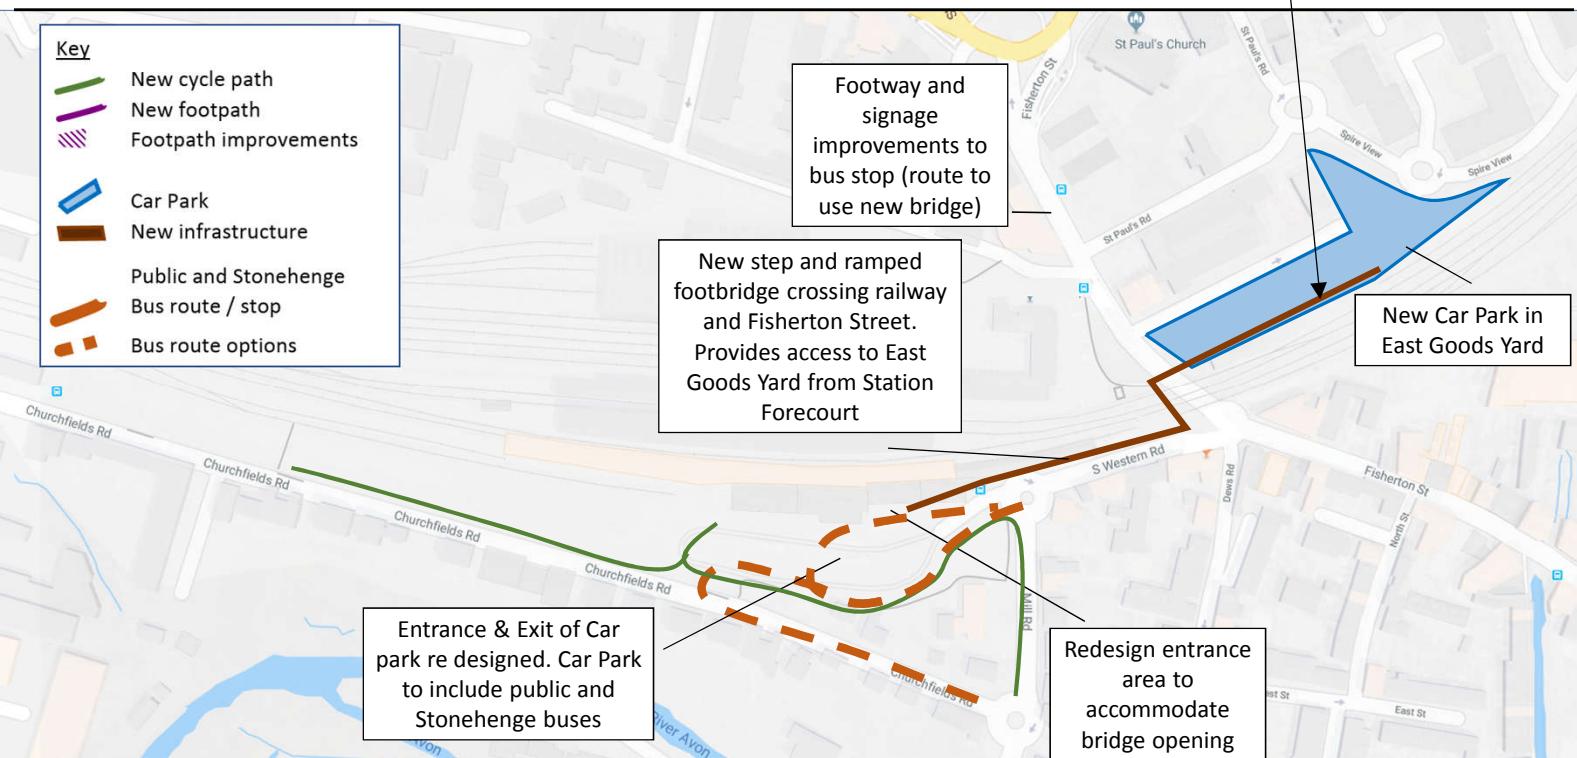 Key
New cycle path
New footpath
Footpath improvements
Car Park
New infrastructure
Public and Stonehenge
Bus route / stop
Bus route options
Footway and
signage
improvements to
bus stop (route to
use new bridge)
New step and ramped
footbridge crossing railway
and Fisherton Street.
Provides access to East
Goods Yard from Station
Forecourt
New Car Park in
East Goods Yard
Entrance & Exit of Car
park re designed. Car Park
to include public and
Stonehenge buses
Redesign entrance
area to
accommodate
bridge opening
St Paul's Church
St Paul's Rd
Fisherton St
Spire View
Spire View
St Paul's Rd
Churchfields Rd
Churchfields Rd
Churchfields Rd
Churchfields Rd
Churchfields Rd
S Western Rd
Dews Rd
Fisherton St
North St
Mill Rd
East St
River Avon
Avon